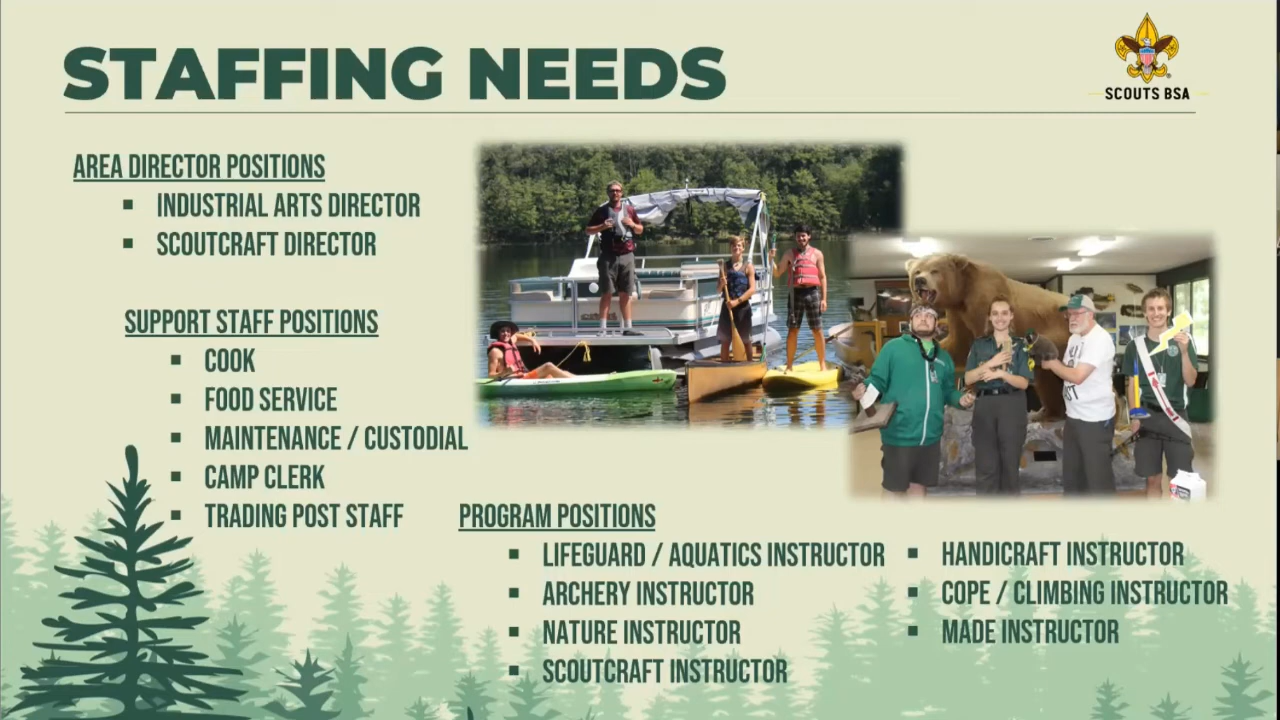 STAFFING NEEDS
SCOUTS BSA
AREA DIRECTOR POSITIONS
▪ INDUSTRIAL ARTS DIRECTOR
▪ SCOUTCRAFT DIRECTOR
SUPPORT STAFF POSITIONS
▪ COOK
▪ FOOD SERVICE
▪ MAINTENANCE / CUSTODIAL
▪ CAMP CLERK
▪ TRADING POST STAFF
PROGRAM POSITIONS
▪ LIFEGUARD / AQUATICS INSTRUCTOR
▪ ARCHERY INSTRUCTOR
▪ NATURE INSTRUCTOR
▪ SCOUTCRAFT INSTRUCTOR
▪ HANDICRAFT INSTRUCTOR
▪ COPE / CLIMBING INSTRUCTOR
▪ MADE INSTRUCTOR